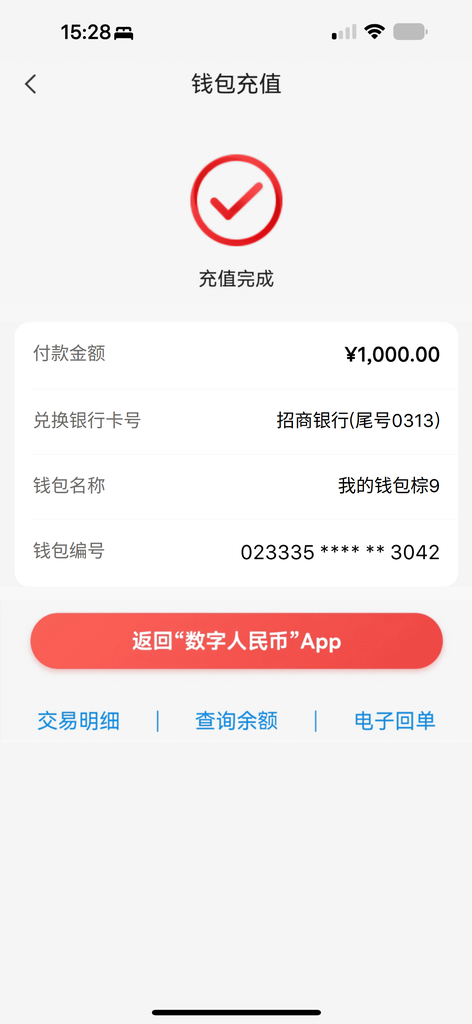 15:28
钱包充值
充值完成
付款金额 ¥1,000.00
兑换银行卡号 招商银行(尾号0313)
钱包名称 我的钱包棕9
钱包编号 023335 **** ** 3042
返回“数字人民币”App
交易明细 | 查询余额 | 电子回单